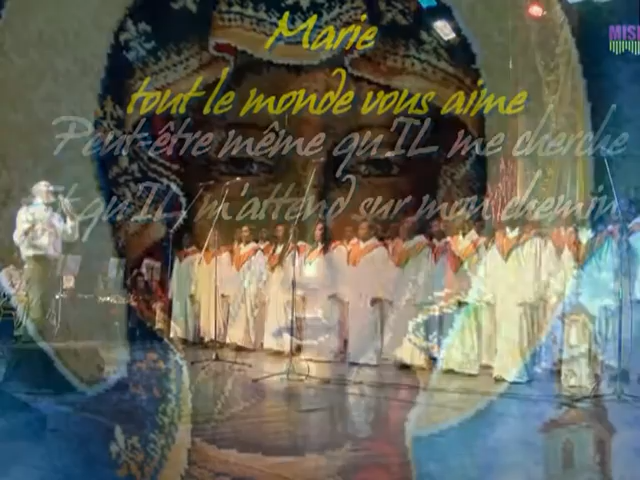 Marie
tout le monde vous aime
Peut-être même qu'IL me cherche
Et qu'IL m'attend sur mon chemin